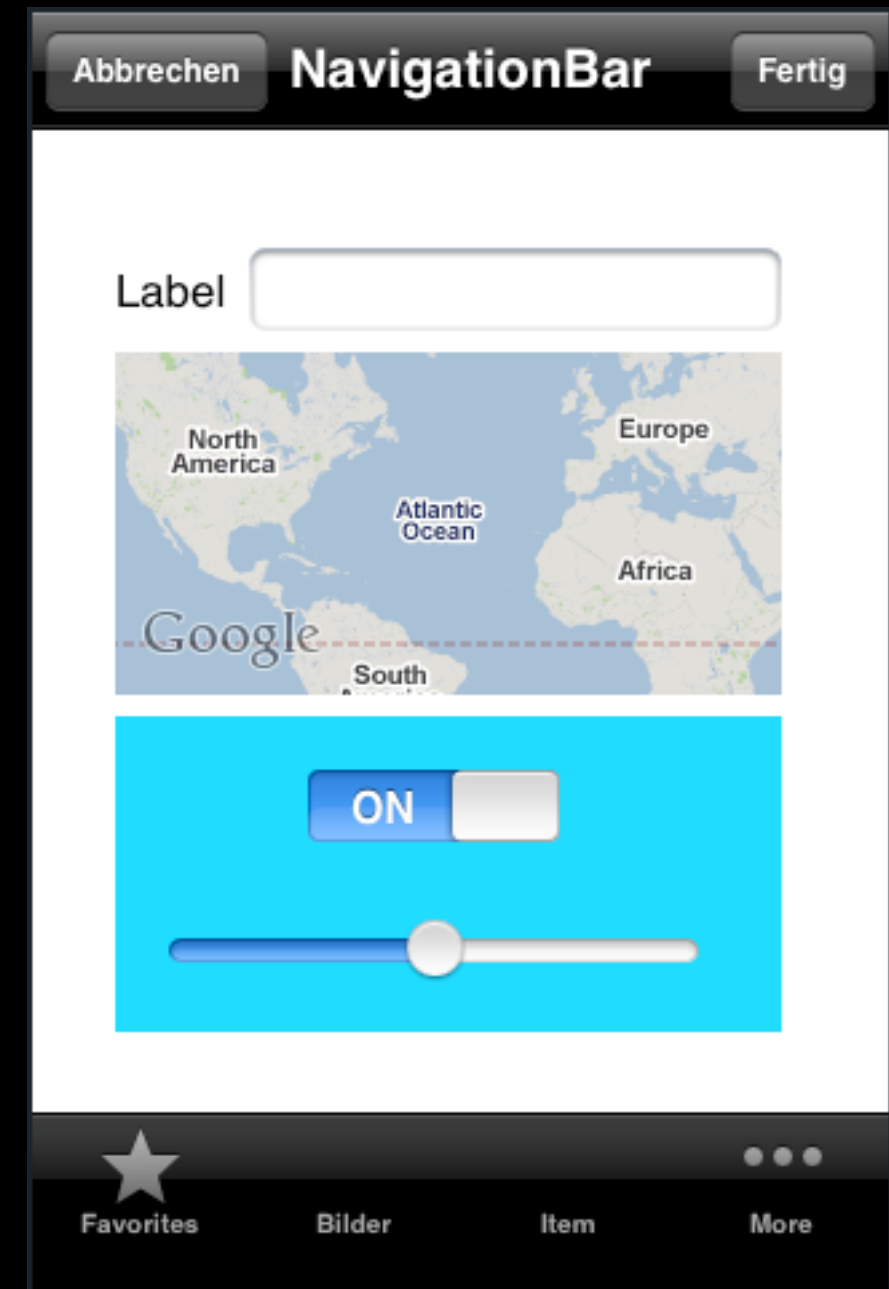 Abbrechen NavigationBar Fertig
Label
North
America
Europe
Atlantic
Ocean
Africa
Google
South
ON
Favorites Bilder Item More